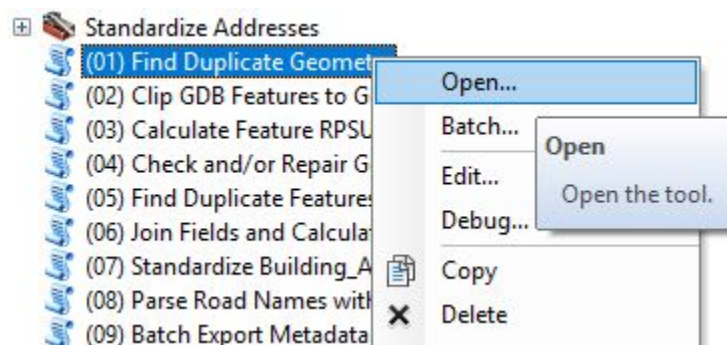 Standardize Addresses
(01) Find Duplicate Geomet
(02) Clip GDB Features to G
(03) Calculate Feature RPSU
(04) Check and/or Repair G
(05) Find Duplicate Features
(06) Join Fields and Calcula
(07) Standardize Building_A
(08) Parse Road Names with
(09) Batch Export Metadata
Open...
Batch...
Edit...
Debug...
Copy
Delete
Open
Open the tool.